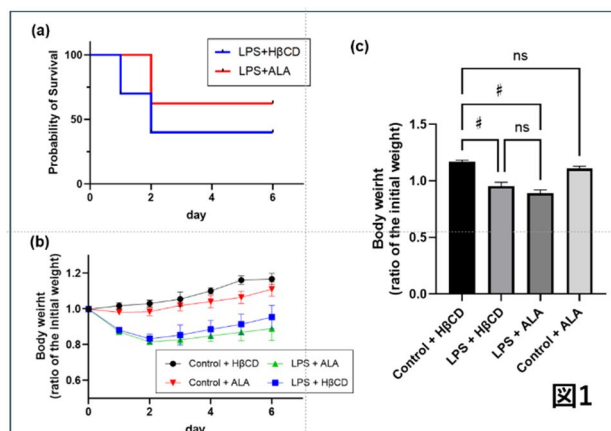 (a)
LPS+HβCD
LPS+ALA
Probability of Survival
100
50
0
0
2
4
6
day
(b)
Body weirht
(ratio of the initial weight)
1.2
1.0
0.8
0.6
0
2
4
6
Control + HβCD
LPS + ALA
Control + ALA
LPS + HβCD
day
(c)
ns
♯
♯
ns
Body weirht
(ratio of the initial weight)
1.5
1.0
0.5
0.0
Control + HβCD
LPS + HβCD
LPS + ALA
Control + ALA
図1